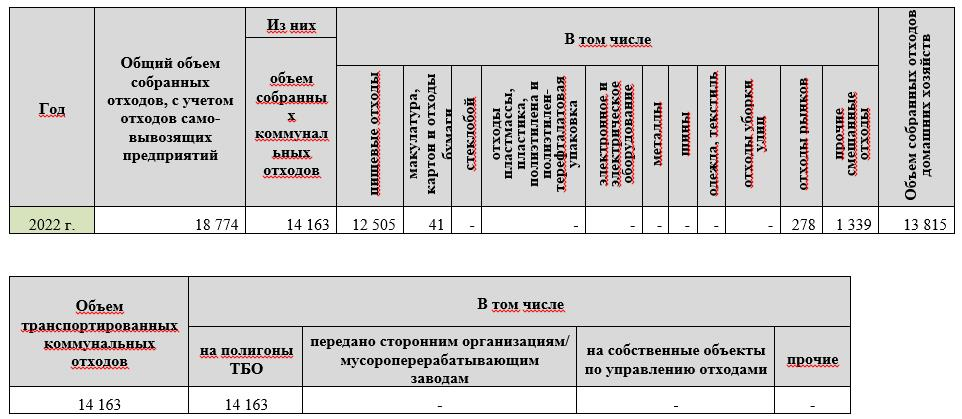 Год
Общий объем
собранных
отходов, с учетом
отходов само-
вывозящих
предприятий
Из них
объем
собранны
х
коммунал
ьных
отходов
В том числе
пищевые отходы
макулатура,
картон и отходы
бумаги
стеклобой
отходы
пластмассы,
пластика,
полиэтилена и
полиэтилен-
терефталатовая
упаковка
электронное и
электрическое
оборудование
металлы
шины
одежда, текстиль
отходы уборки
улиц
отходы рынков
прочие
смешанные
отходы
Объем собранных отходов
домашних хозяйств
2022 г. 18 774 14 163 12 505 41 - - - - - - - 278 1 339 13 815
Объем
транспортированных
коммунальных
отходов
В том числе
на полигоны
ТБО
передано сторонним организациям/
мусороперерабатывающим
заводам
на собственные объекты
по управлению отходами
прочие
14 163 14 163 - - -